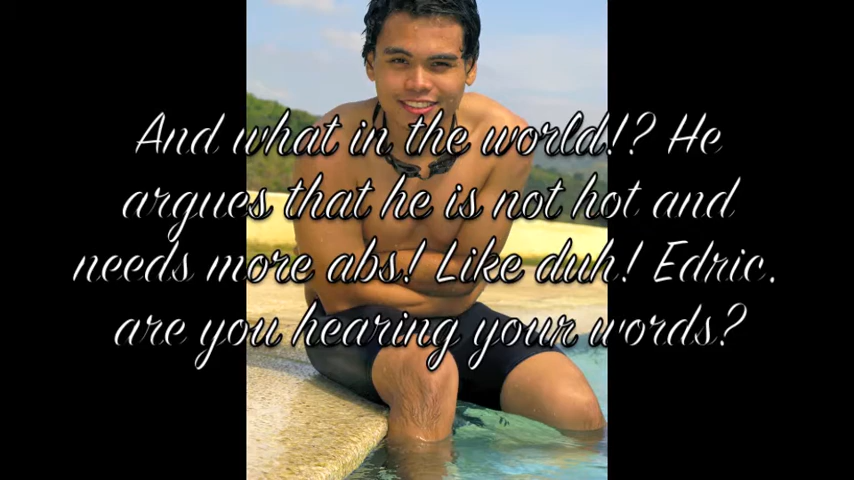 And what in the world!? He
argues that he is not hot and
needs more abs! Like duh! Edric.
are you hearing your words?